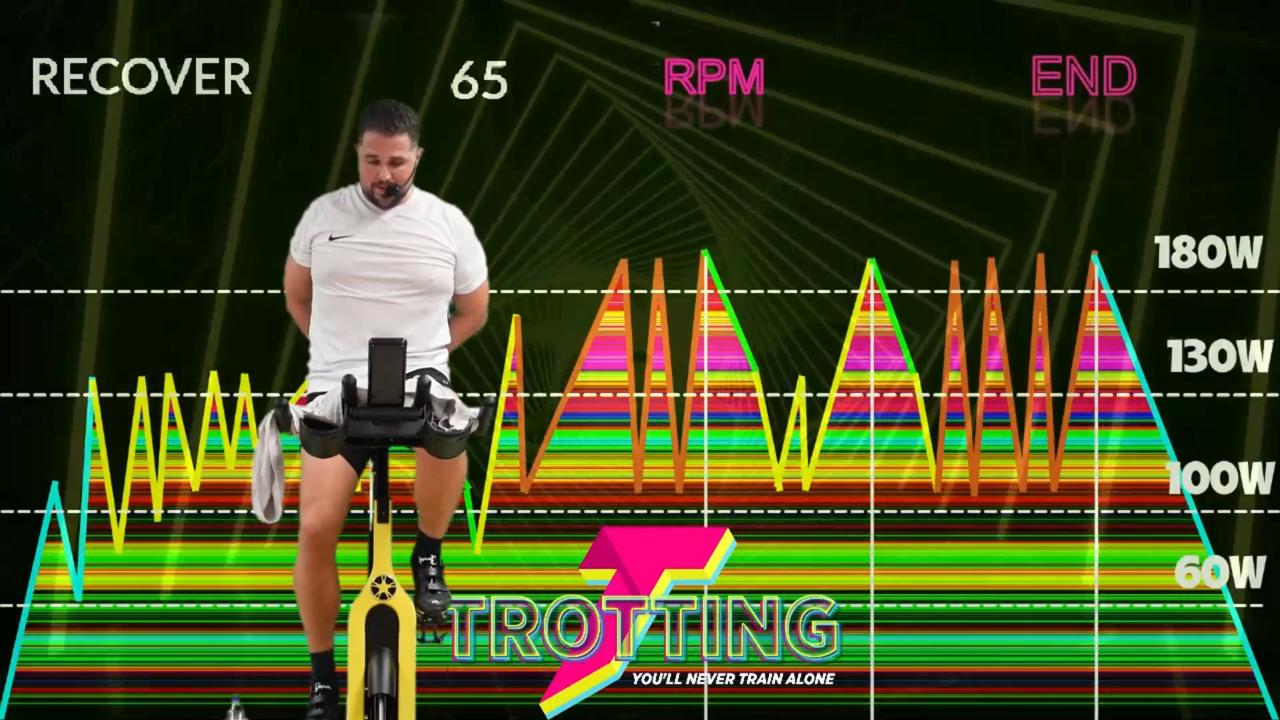 RECOVER
65
RPM
END
180W
130W
100W
60W
TROTTING
YOU'LL NEVER TRAIN ALONE